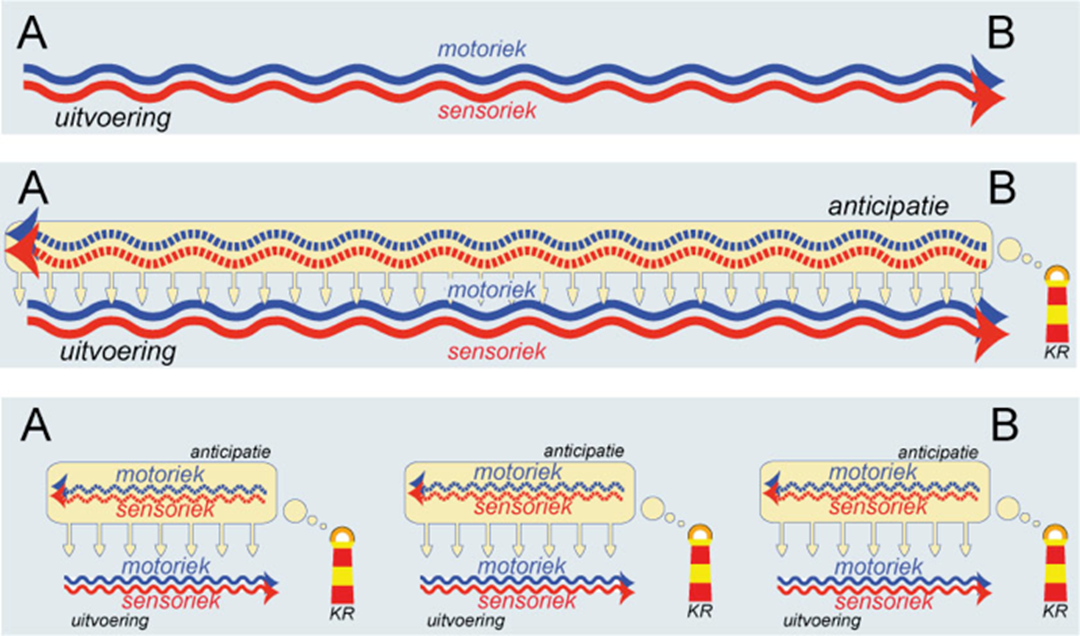 A
B
motoriek
sensoriek
uitvoering
A
B
anticipatie
motoriek
uitvoering
sensoriek
KR
A
B
anticipatie
motoriek
sensoriek
motoriek
sensoriek
uitvoering
KR
anticipatie
motoriek
sensoriek
motoriek
sensoriek
uitvoering
KR
anticipatie
motoriek
sensoriek
motoriek
sensoriek
uitvoering
KR